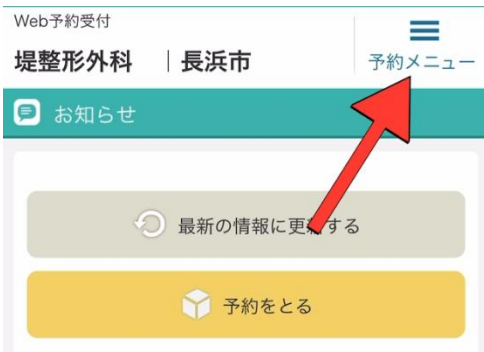 Web予約受付
堤整形外科 ｜長浜市
予約メニュー
お知らせ
最新の情報に更新する
予約をとる